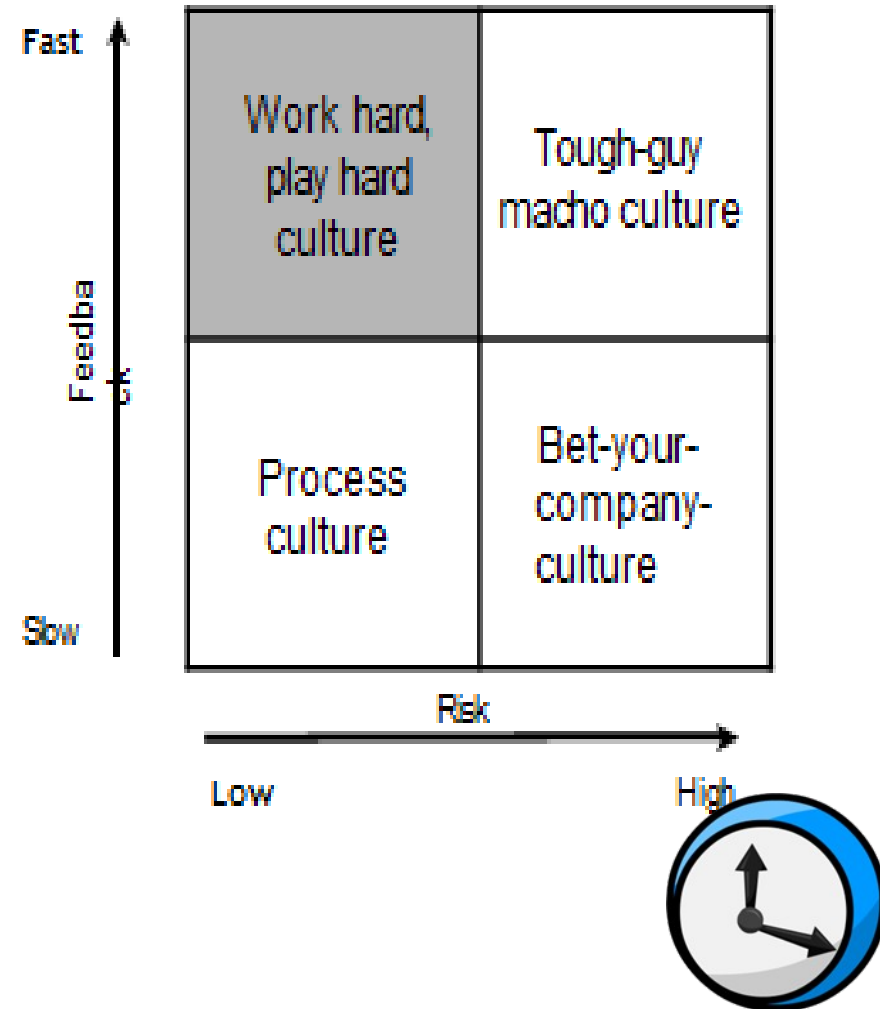 Fast
Work hard,
play hard
culture
Tough-guy
macho culture
Feedba
Process
culture
Bet-your-
company-
culture
Slow
Risk
Low
High